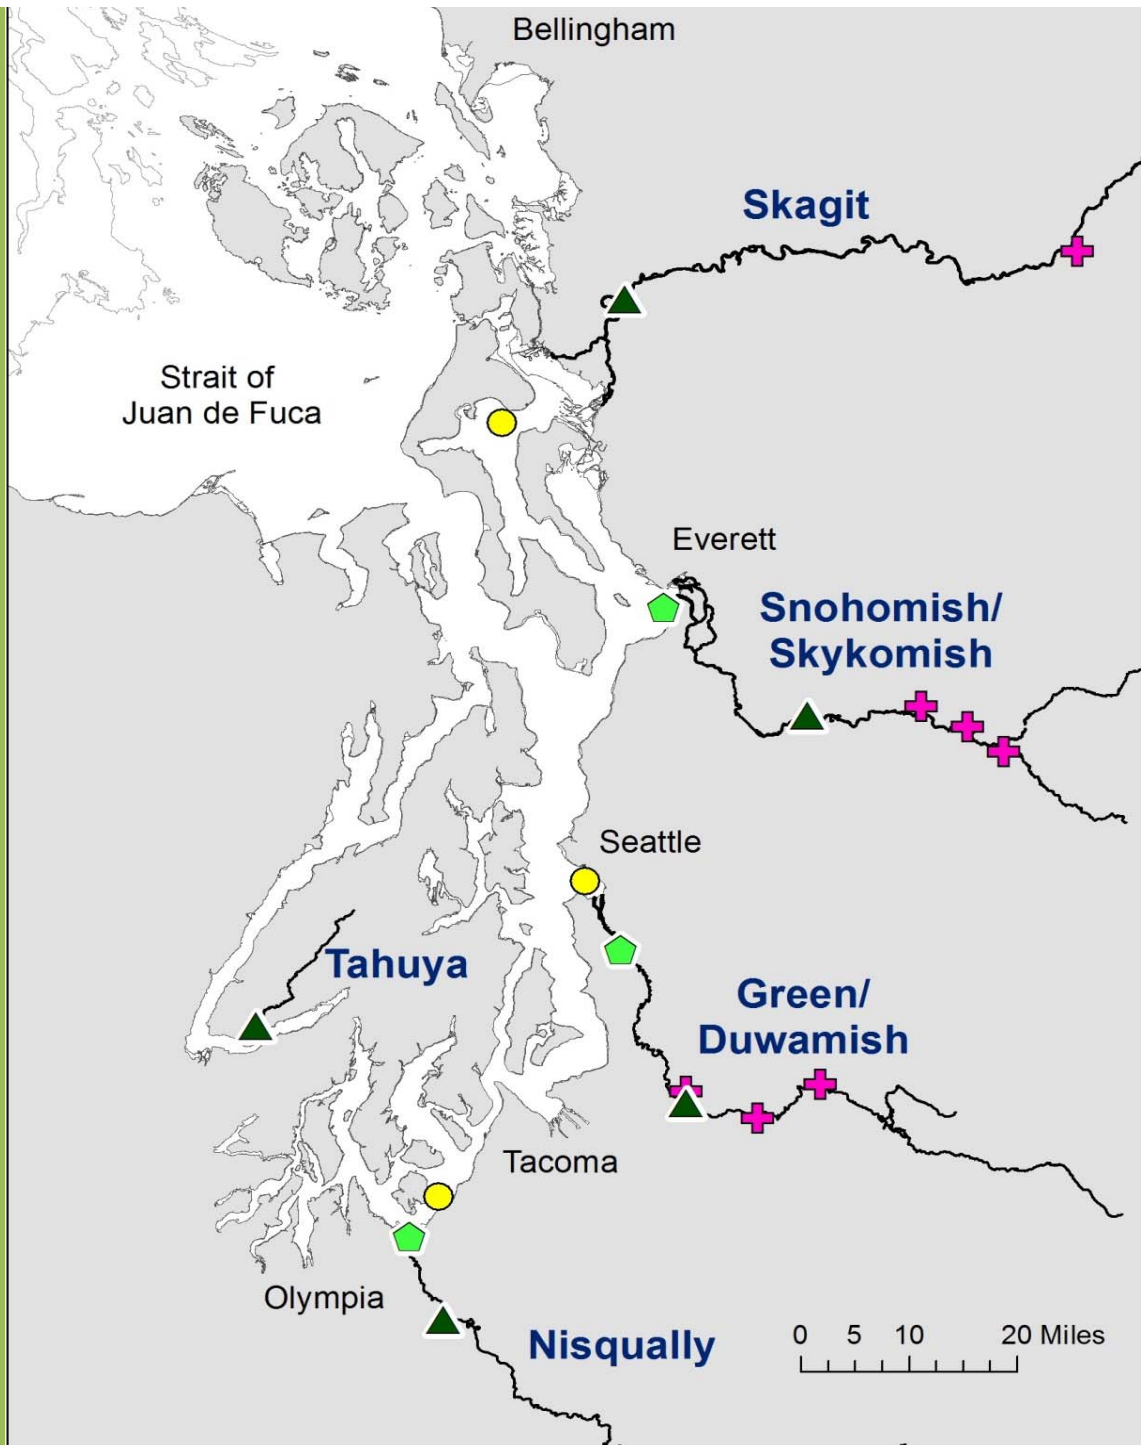 Bellingham
Skagit
Strait of
Juan de Fuca
Everett
Snohomish/
Skykomish
Seattle
Tahuya
Green/
Duwamish
Tacoma
Olympia
Nisqually
0 5 10 20 Miles